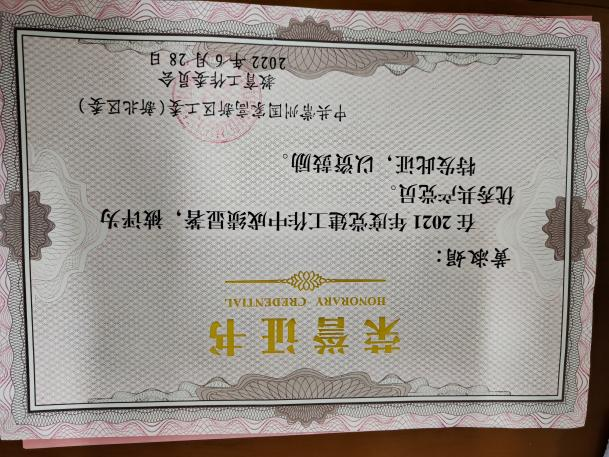 荣誉证书
HONORARY CREDENTIAL
黄淑娟：
在2021年度党建工作中成绩显著，被评为
优秀共产党员。
特发此证，以资鼓励。
中共常州国家高新区工委（新北区委）
教育工作委员会
2022年6月28日